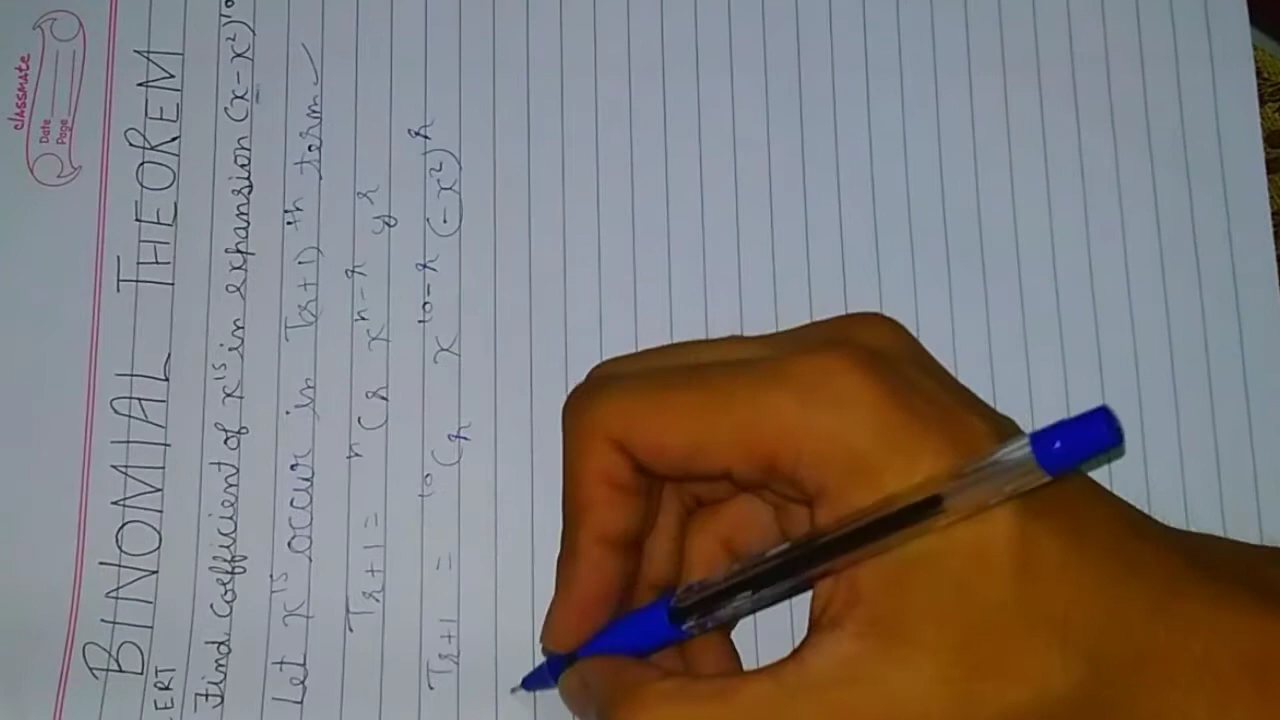 classmate
Date
Page
BINOMIAL THEOREM
ERT
Find coefficient of x¹⁵ in expansion (x-x²)¹⁰
Let x¹⁵ occur in Tr+1)th term
Tr+1 = ⁿCr xⁿ⁻ʳ yʳ
Tr+1 = ¹⁰Cr x¹⁰⁻ʳ (-x²)ʳ